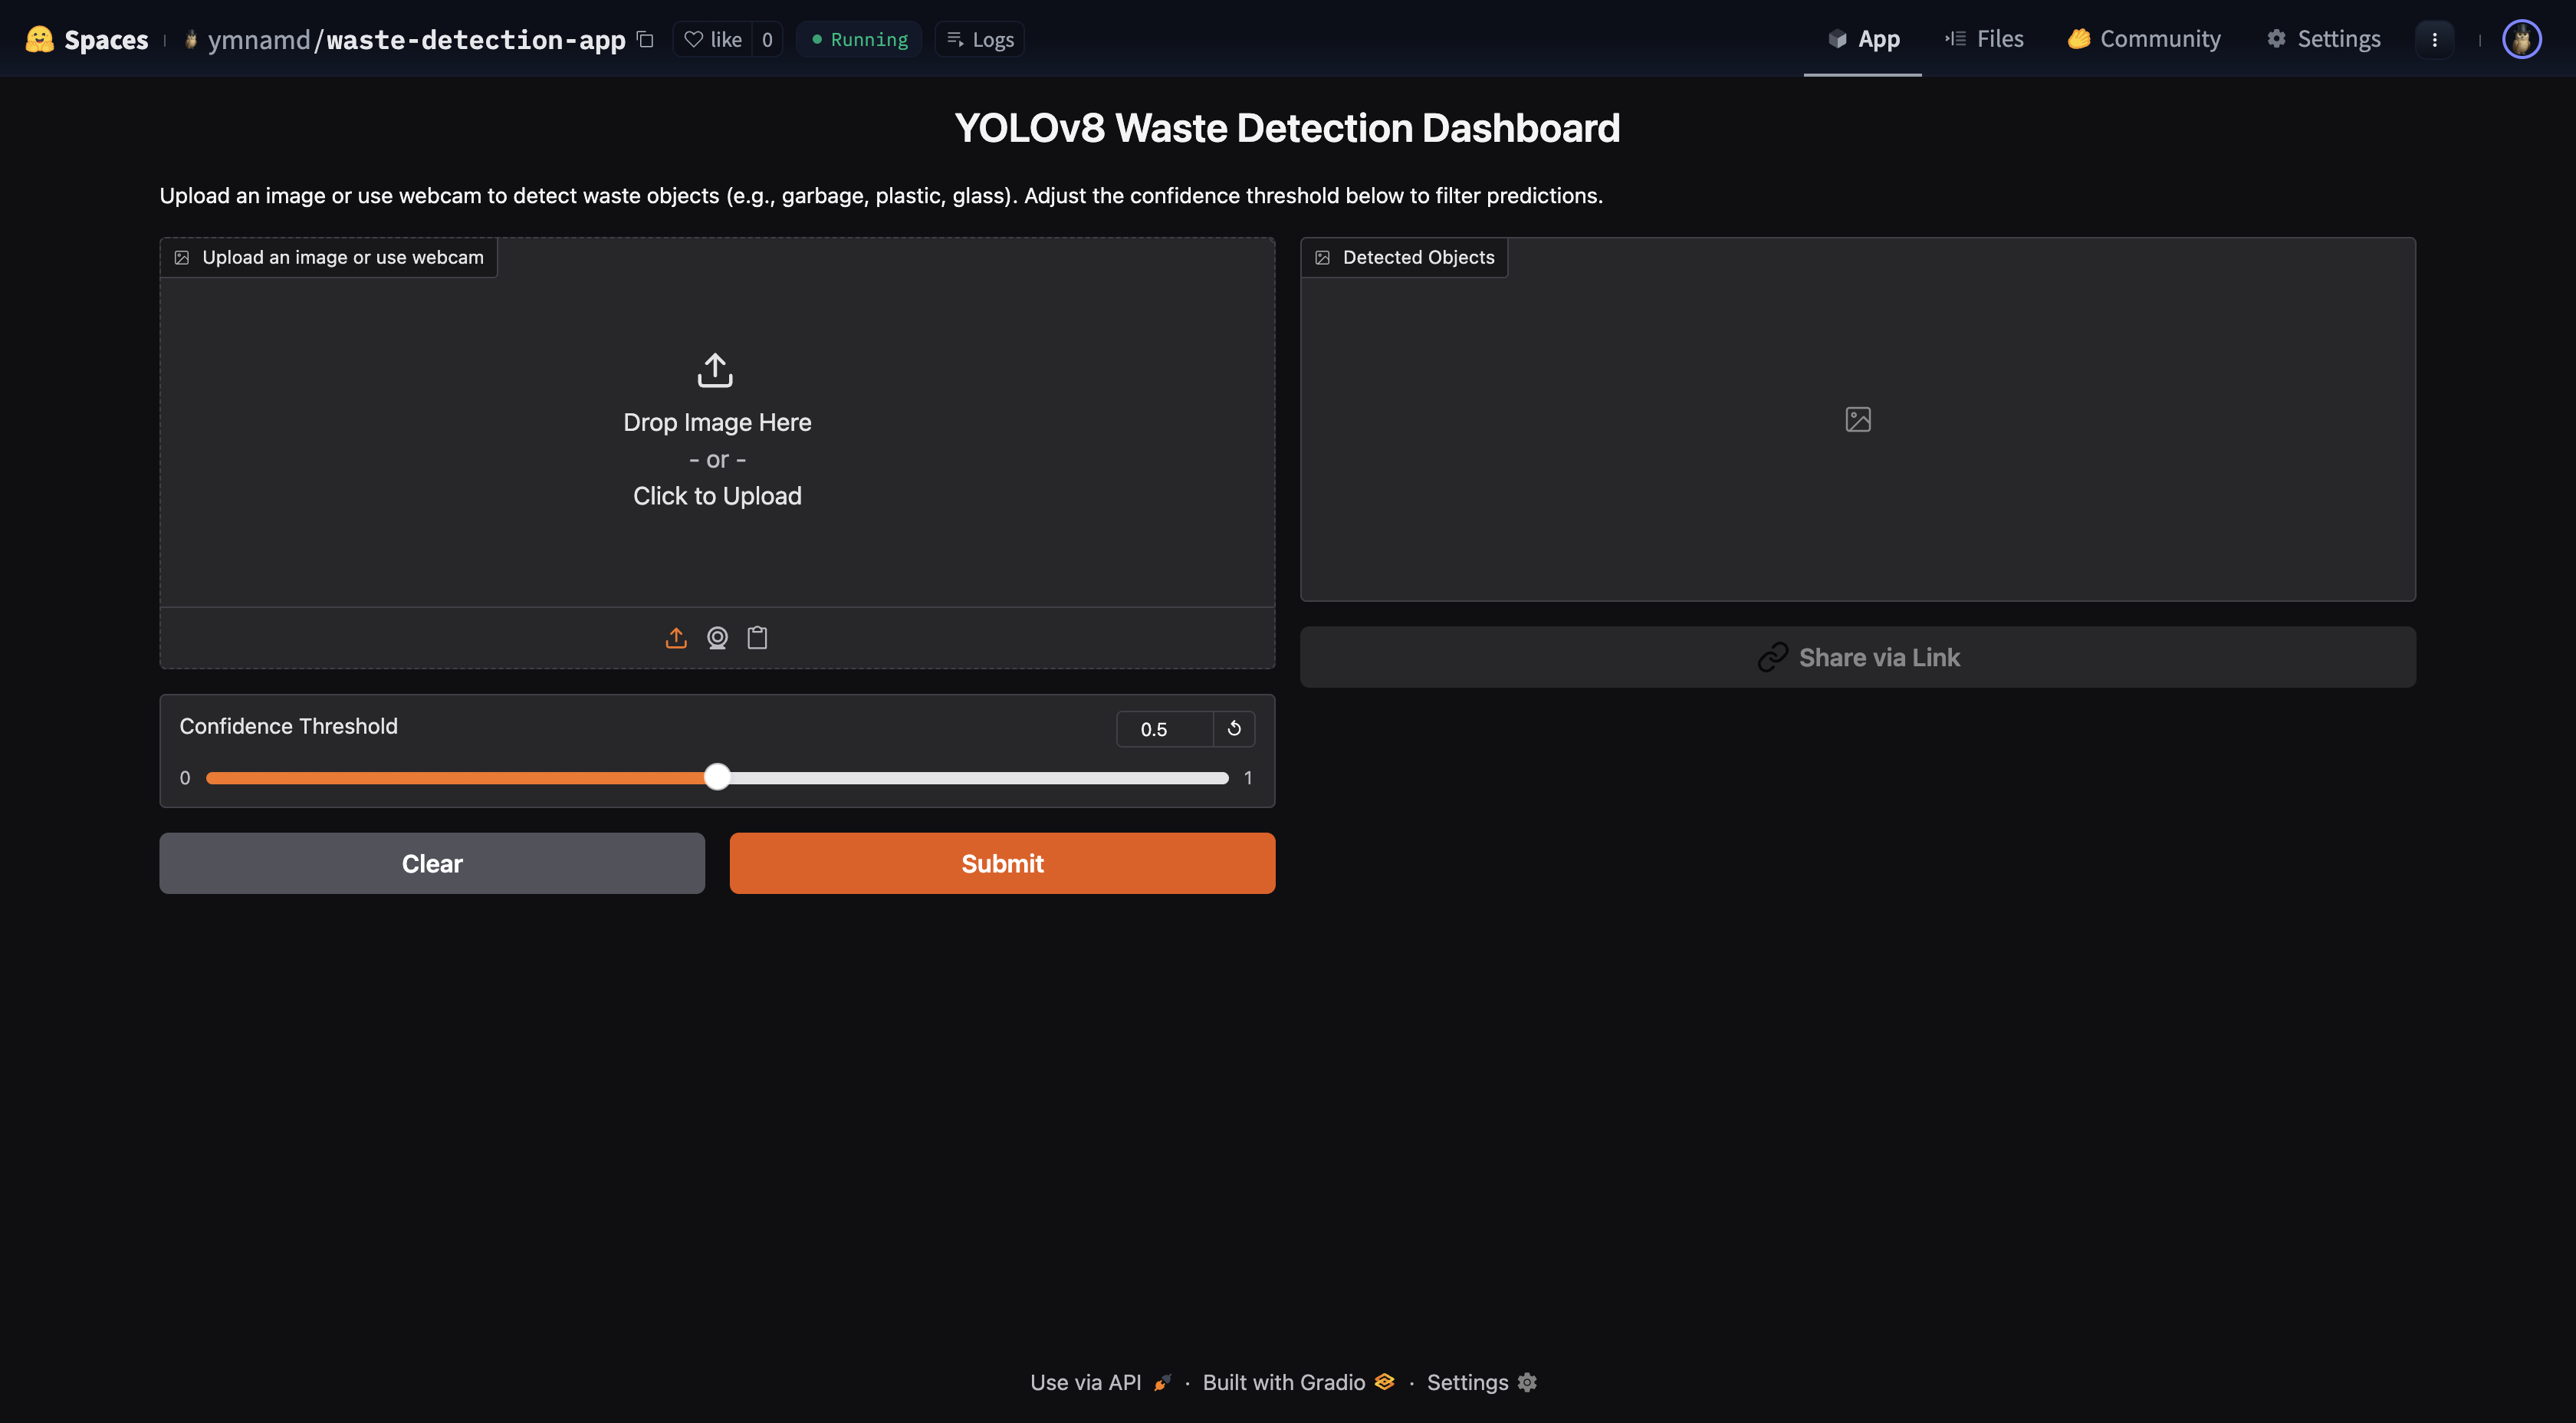 Spaces ymnamd/waste-detection-app like 0 Running Logs App Files Community Settings
YOLOv8 Waste Detection Dashboard
Upload an image or use webcam to detect waste objects (e.g., garbage, plastic, glass). Adjust the confidence threshold below to filter predictions.
Upload an image or use webcam
Drop Image Here
- or -
Click to Upload
Confidence Threshold 0.5
0 1
Clear Submit
Detected Objects
Share via Link
Use via API · Built with Gradio · Settings